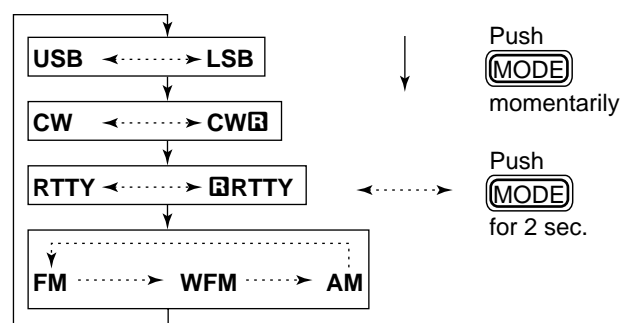 USB LSB
CW CWR
RTTY RRTTY
FM WFM AM
Push
MODE
momentarily
Push
MODE
for 2 sec.